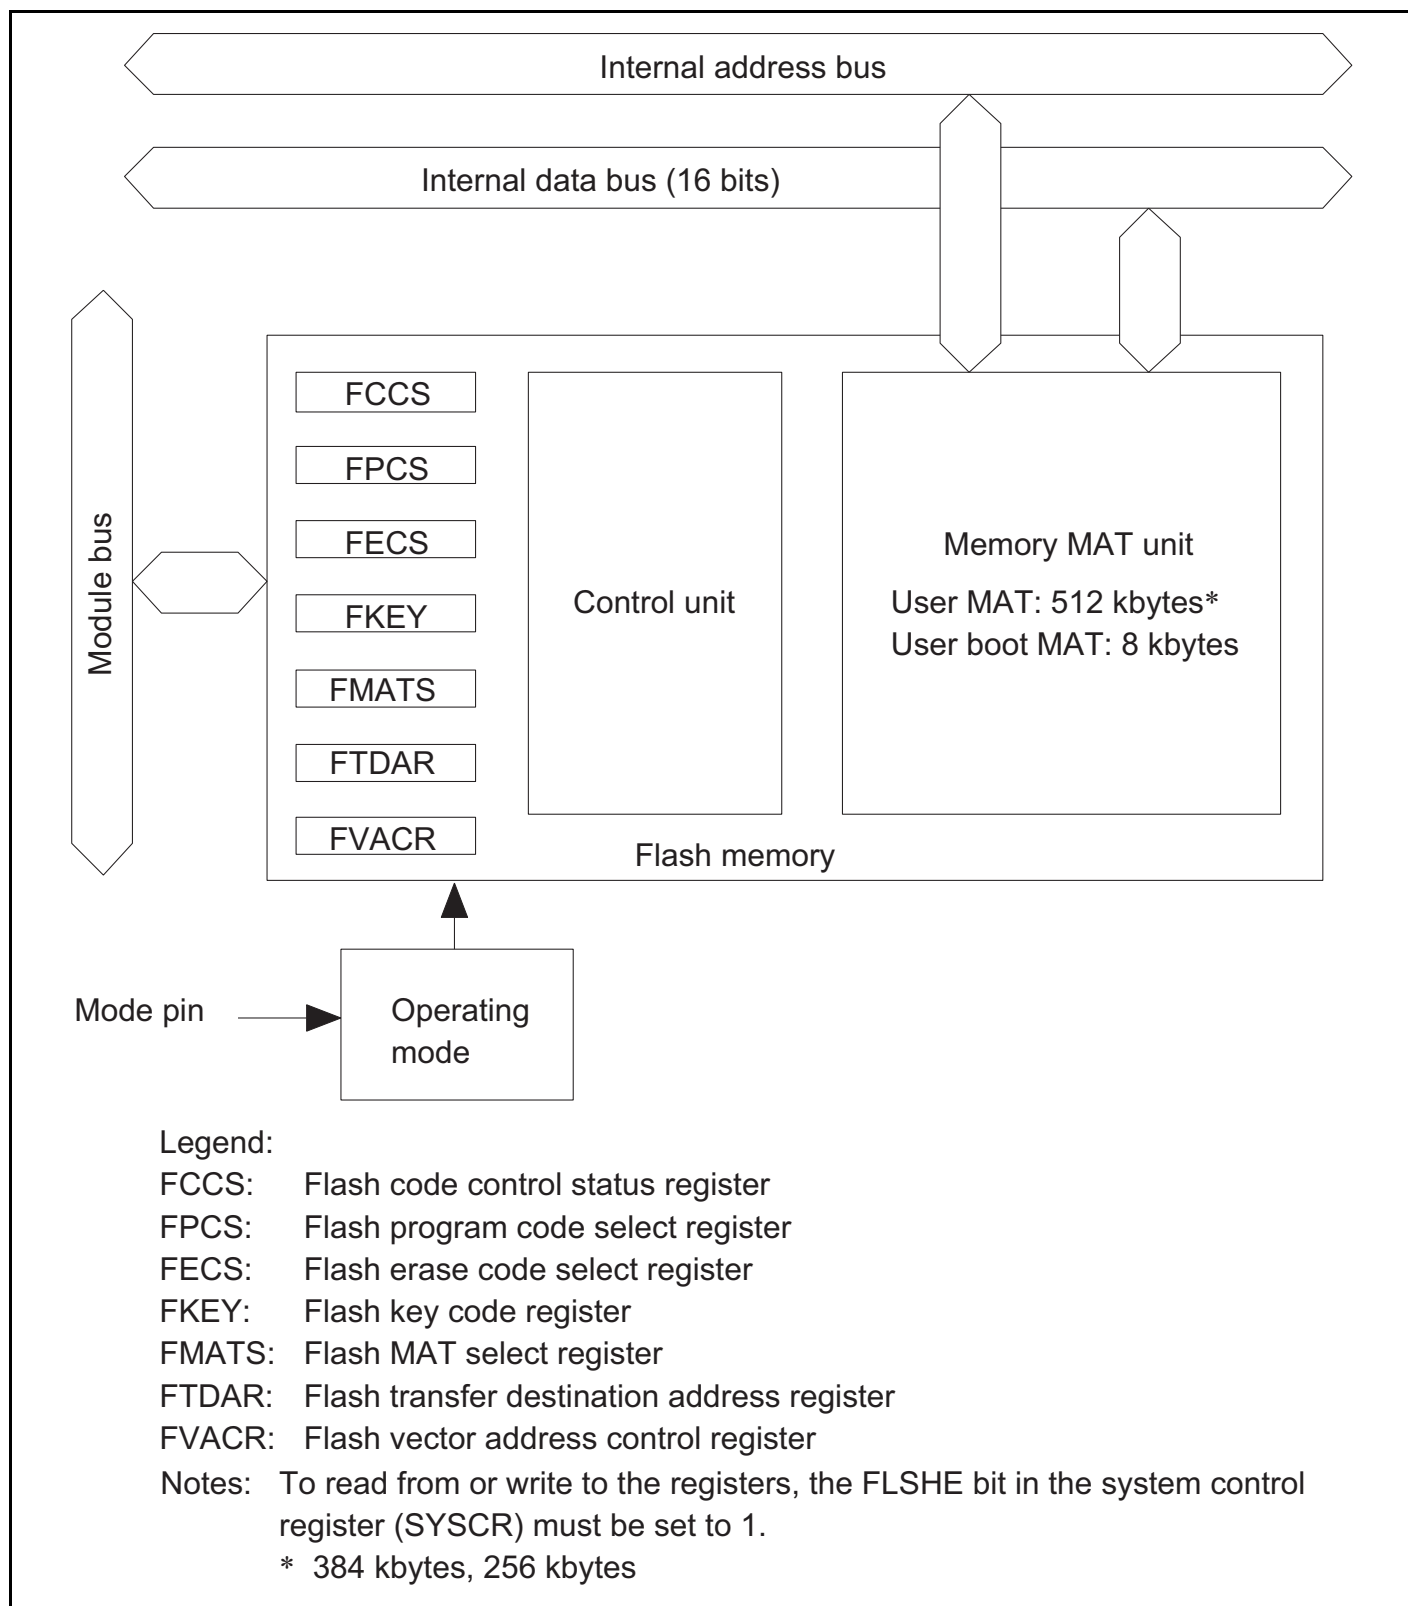 Internal address bus
Internal data bus (16 bits)
Module bus
FCCS
FPCS
FECS
FKEY
FMATS
FTDAR
FVACR
Control unit
Memory MAT unit
User MAT: 512 kbytes*
User boot MAT: 8 kbytes
Flash memory
Mode pin
Operating
mode
Legend:
FCCS: Flash code control status register
FPCS: Flash program code select register
FECS: Flash erase code select register
FKEY: Flash key code register
FMATS: Flash MAT select register
FTDAR: Flash transfer destination address register
FVACR: Flash vector address control register
Notes: To read from or write to the registers, the FLSHE bit in the system control
register (SYSCR) must be set to 1.
* 384 kbytes, 256 kbytes